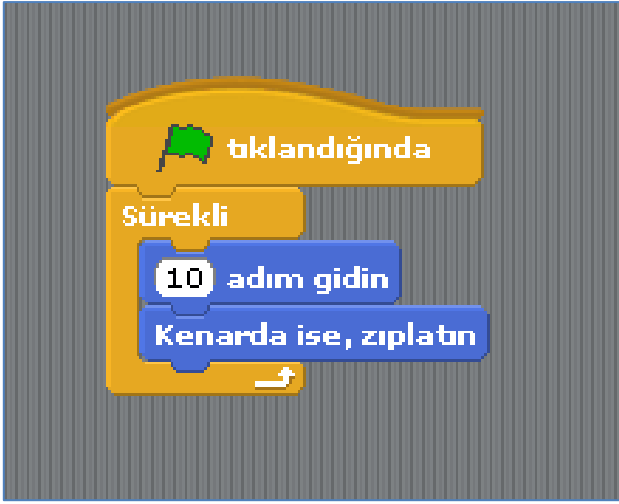 tıklandığında
Sürekli
10 adım gidin
Kenarda ise, zıplatın